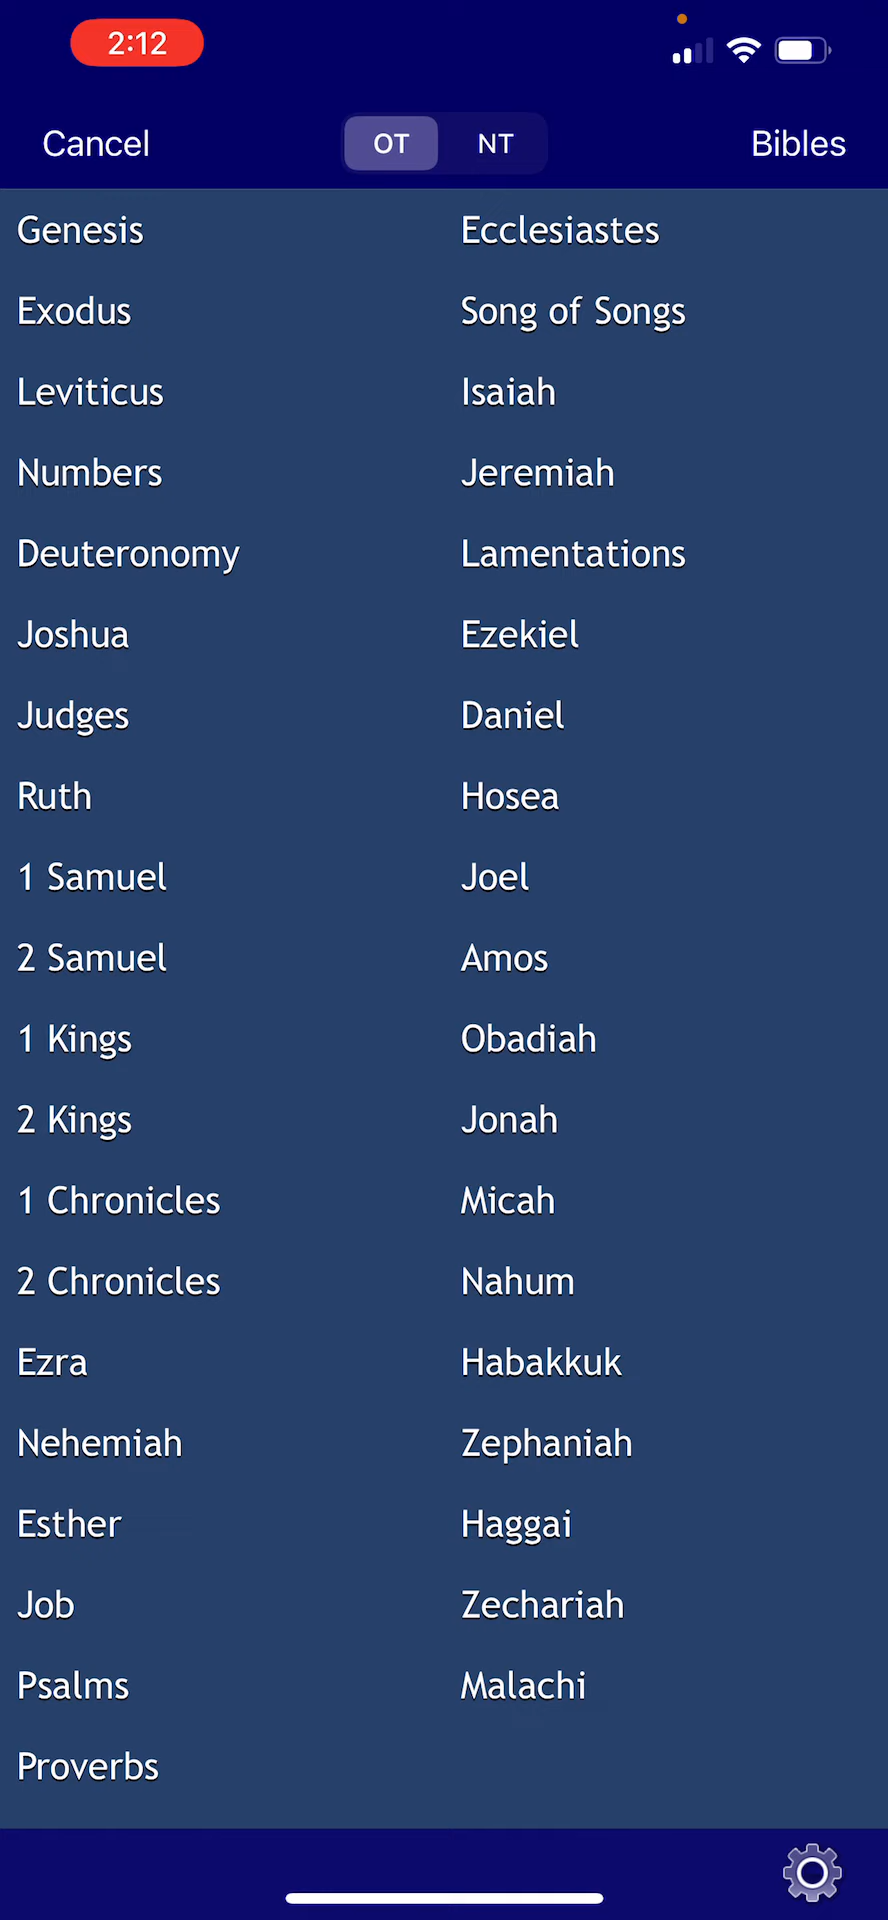 2:12
Cancel
OT
NT
Bibles
Genesis
Exodus
Leviticus
Numbers
Deuteronomy
Joshua
Judges
Ruth
1 Samuel
2 Samuel
1 Kings
2 Kings
1 Chronicles
2 Chronicles
Ezra
Nehemiah
Esther
Job
Psalms
Proverbs
Ecclesiastes
Song of Songs
Isaiah
Jeremiah
Lamentations
Ezekiel
Daniel
Hosea
Joel
Amos
Obadiah
Jonah
Micah
Nahum
Habakkuk
Zephaniah
Haggai
Zechariah
Malachi